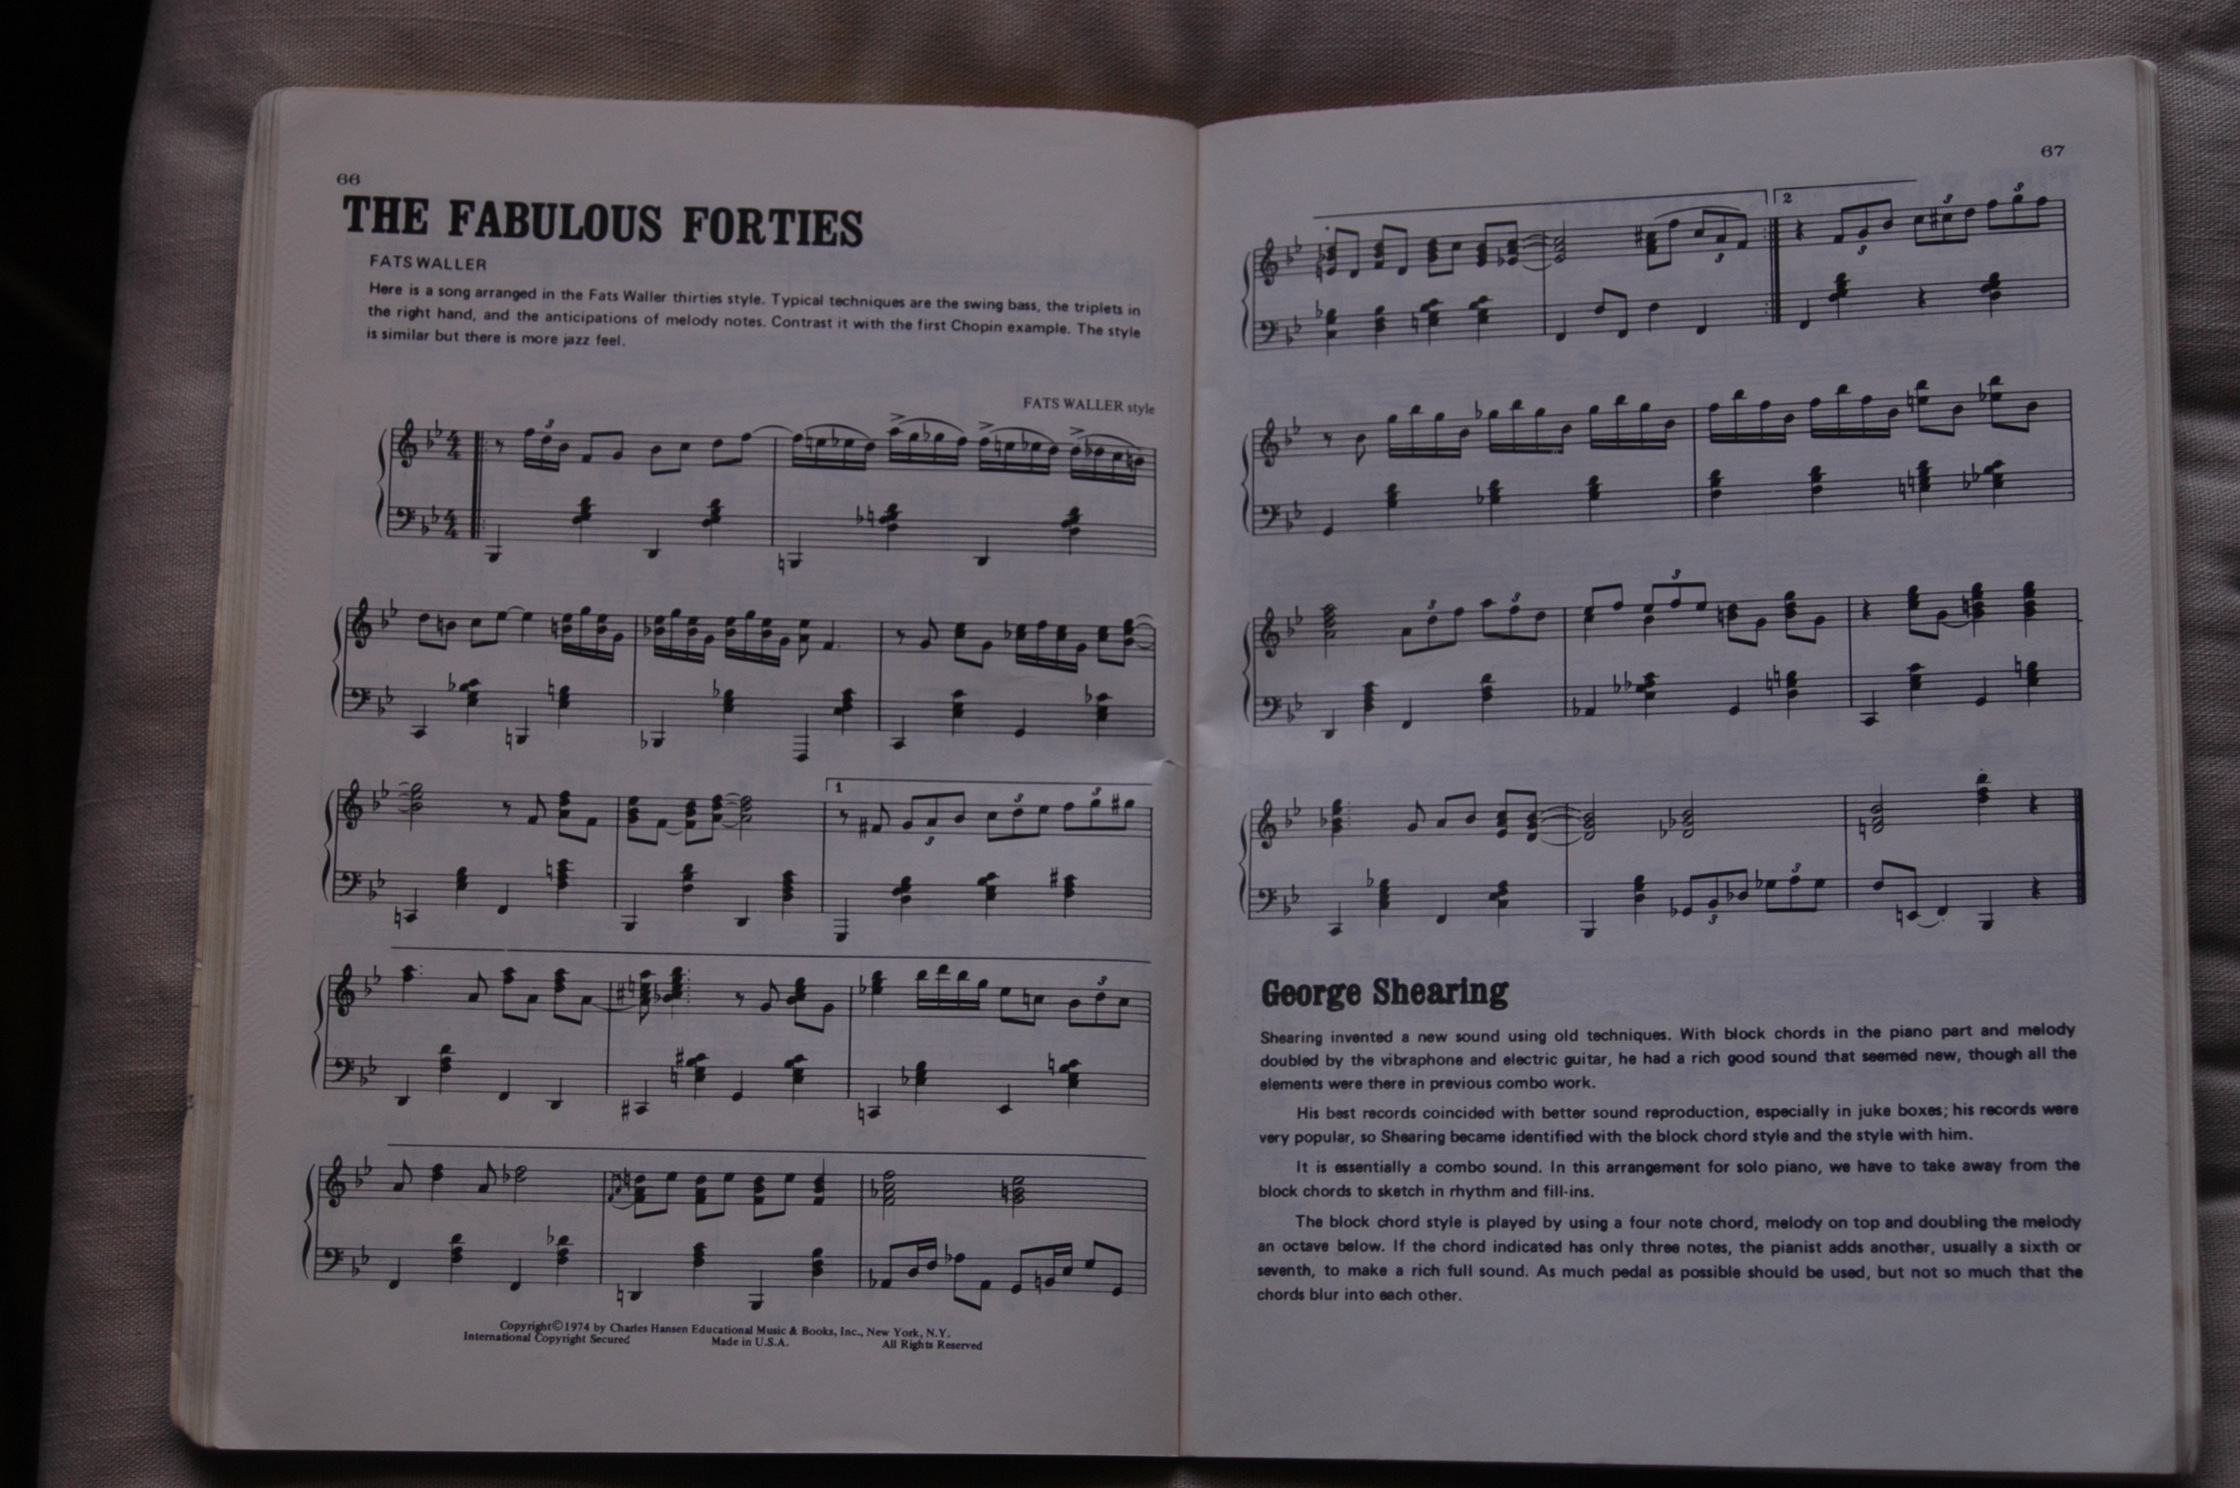 66
THE FABULOUS FORTIES
FATS WALLER
Here is a song arranged in the Fats Waller thirties style. Typical techniques are the swing bass, the triplets in
the right hand, and the anticipations of melody notes. Contrast it with the first Chopin example. The style
is similar but there is more jazz feel.
FATS WALLER style
4
4
4
4
3
1
3
3
3
3
Copyright©1974 by Charles Hansen Educational Music & Books, Inc., New York, N.Y.
International Copyright Secured Made in U.S.A. All Rights Reserved
67
2
3
3
3
3
3
3
3
3
3
George Shearing
Shearing invented a new sound using old techniques. With block chords in the piano part and melody
doubled by the vibraphone and electric guitar, he had a rich good sound that seemed new, though all the
elements were there in previous combo work.
His best records coincided with better sound reproduction, especially in juke boxes; his records were
very popular, so Shearing became identified with the block chord style and the style with him.
It is essentially a combo sound. In this arrangement for solo piano, we have to take away from the
block chords to sketch in rhythm and fill-ins.
The block chord style is played by using a four note chord, melody on top and doubling the melody
an octave below. If the chord indicated has only three notes, the pianist adds another, usually a sixth or
seventh, to make a rich full sound. As much pedal as possible should be used, but not so much that the
chords blur into each other.